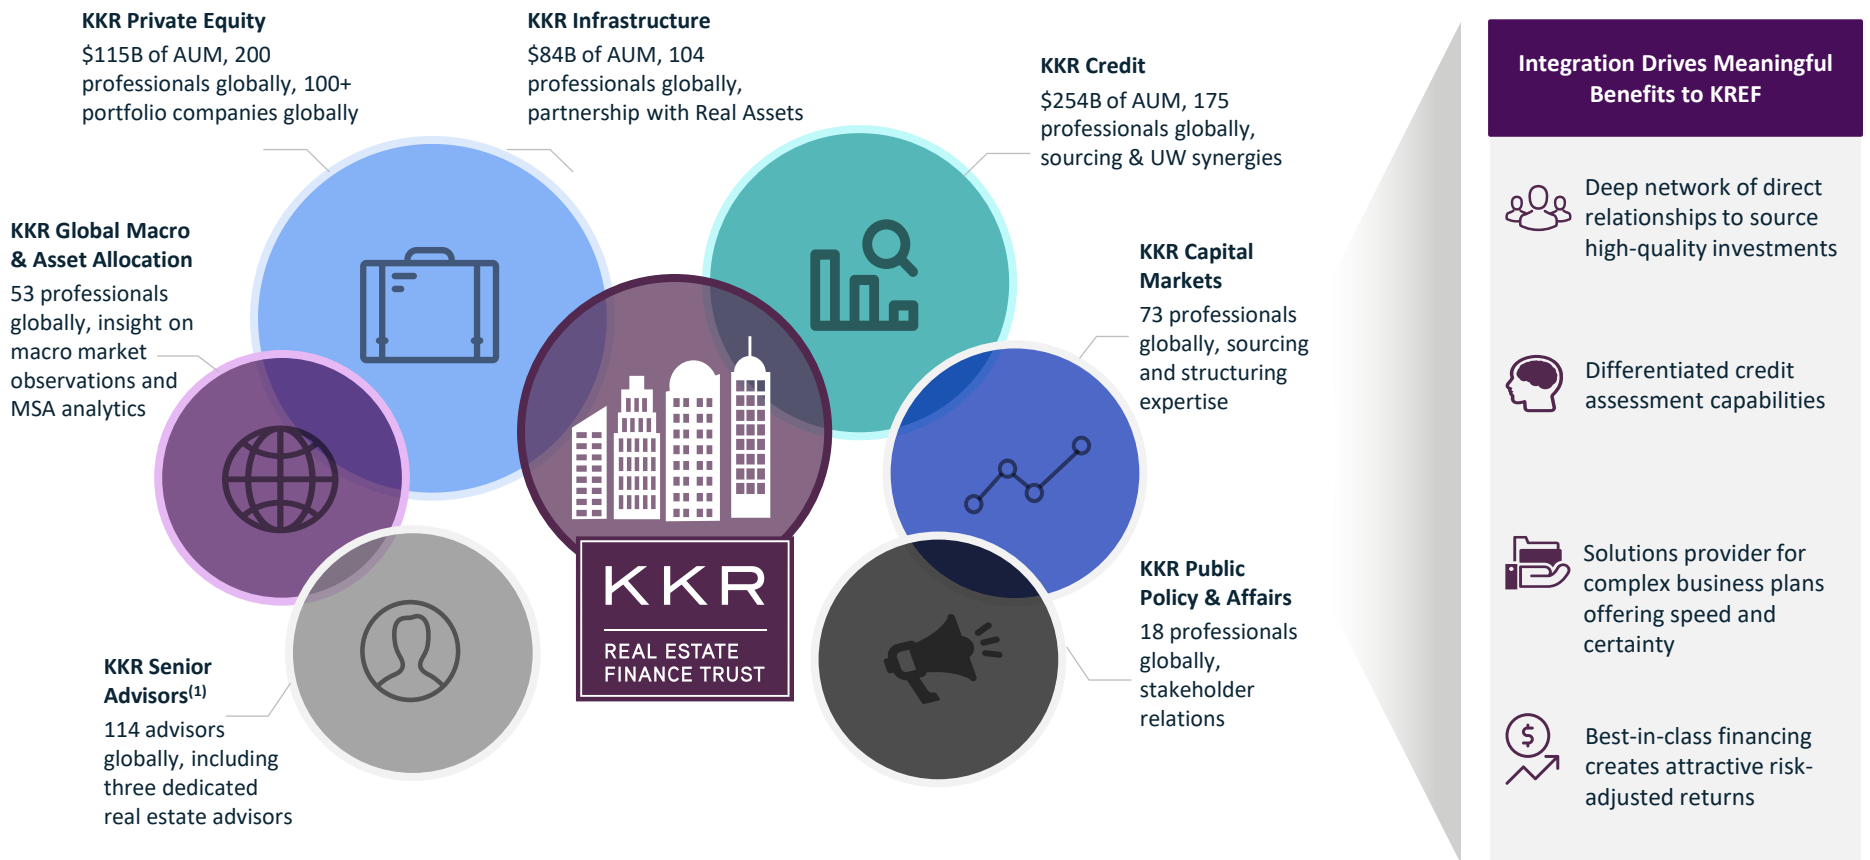 KKR Private Equity
$115B of AUM, 200
professionals globally, 100+
portfolio companies globally
KKR Infrastructure
$84B of AUM, 104
professionals globally,
partnership with Real Assets
KKR Credit
$254B of AUM, 175
professionals globally,
sourcing & UW synergies
KKR Global Macro
& Asset Allocation
53 professionals
globally, insight on
macro market
observations and
MSA analytics
KKR Capital
Markets
73 professionals
globally, sourcing
and structuring
expertise
KKR Senior
Advisors(1)
114 advisors
globally, including
three dedicated
real estate advisors
KKR
REAL ESTATE
FINANCE TRUST
KKR Public
Policy & Affairs
18 professionals
globally,
stakeholder
relations
Integration Drives Meaningful
Benefits to KREF
Deep network of direct
relationships to source
high-quality investments
Differentiated credit
assessment capabilities
Solutions provider for
complex business plans
offering speed and
certainty
$
Best-in-class financing
creates attractive risk-
adjusted returns